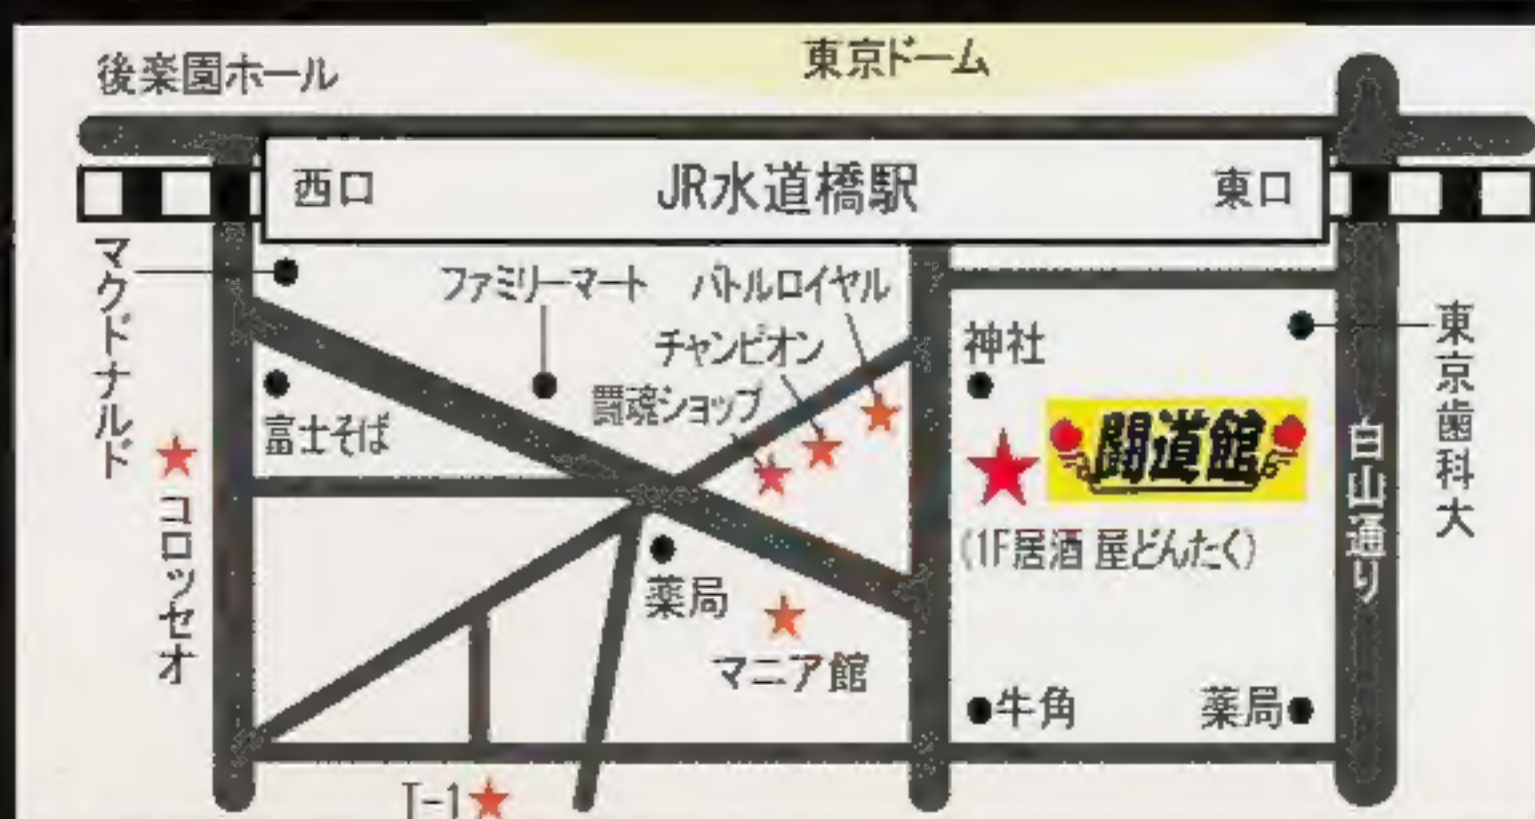 後楽園ホール
東京ドーム
西口
JR水道橋駅
東口
マクドナルド
ファミリーマート
バトルロイヤル
チャンピオン
闘魂ショップ
神社
東京歯科大
富士そば
闘道館
白山通り
コロッセオ
(1F居酒屋どんたく)
薬局
マニア館
牛角
薬局
T-1